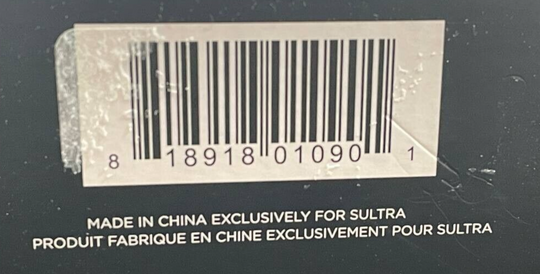 8 18918 01090 1
MADE IN CHINA EXCLUSIVELY FOR SULTRA
PRODUIT FABRIQUE EN CHINE EXCLUSIVEMENT POUR SULTRA